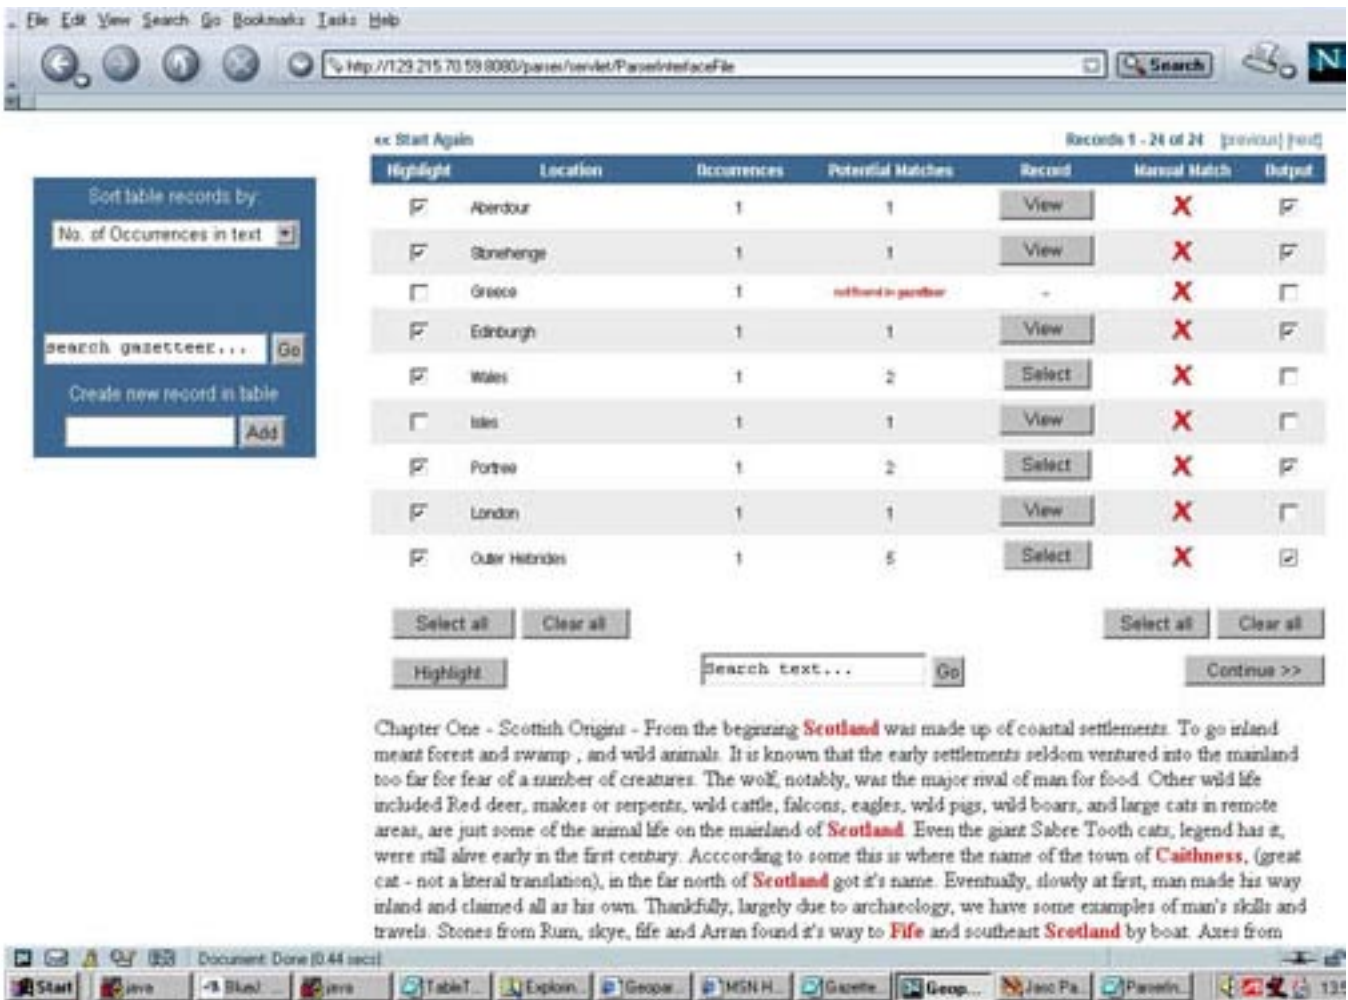 File Edit View Search Go Bookmarks Tasks Help
http://129.215.70.59:8080/parser/servlet/ParserInterfaceFile Search N
<< Start Again Records 1 - 24 of 24 [previous] [next]
Highlight Location Occurrences Potential Matches Record Manual Match Output
Sort table records by:
No. of Occurrences in text
search gazetteer... Go
Create new record in table
Add
Aberdour 1 1 View X
Stonehenge 1 1 View X
Greece 1 not found in gazetteer - X
Edinburgh 1 1 View X
Wales 1 2 Select X
Isles 1 1 View X
Portree 1 2 Select X
London 1 1 View X
Outer Hebrides 1 5 Select X
Select all Clear all Select all Clear all
Highlight Search text... Go Continue >>
Chapter One - Scottish Origins - From the beginning Scotland was made up of coastal settlements. To go inland
meant forest and swamp , and wild animals. It is known that the early settlements seldom ventured into the mainland
too far for fear of a number of creatures. The wolf, notably, was the major rival of man for food. Other wild life
included Red deer, snakes or serpents, wild cattle, falcons, eagles, wild pigs, wild boars, and large cats in remote
areas, are just some of the animal life on the mainland of Scotland. Even the giant Sabre Tooth cats, legend has it,
were still alive early in the first century. Acccording to some this is where the name of the town of Caithness, (great
cat - not a literal translation), in the far north of Scotland got it's name. Eventually, slowly at first, man made his way
inland and claimed all as his own. Thankfully, largely due to archaeology, we have some examples of man's skills and
travels. Stones from Rum, skye, fife and Arran found it's way to Fife and southeast Scotland by boat. Axes from
Document: Done (0.44 secs)
Start java BlueJ ... java TableT... Explorin... Geopar... MSN H... Gazette... Geop... Jasc Pa... ParserIn...